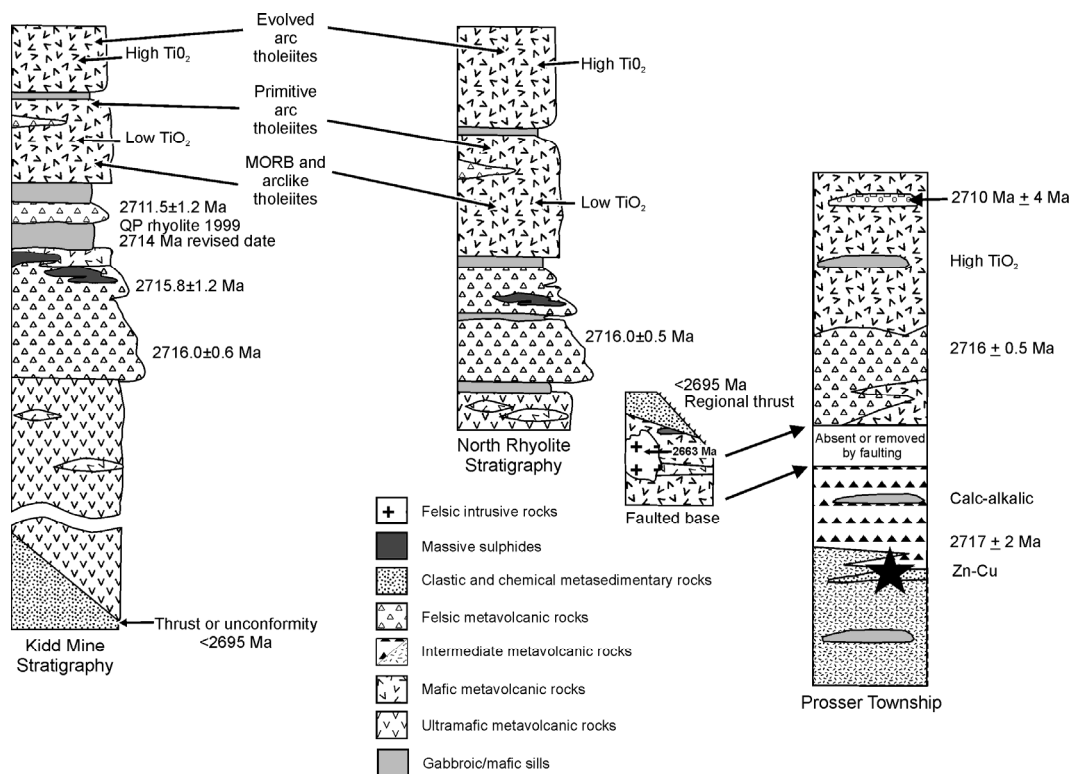 Evolved
arc
tholeiites
High Ti0₂
Primitive
arc
tholeiites
Low TiO₂
MORB and
arclike
tholeiites
2711.5±1.2 Ma
QP rhyolite 1999
2714 Ma revised date
2715.8±1.2 Ma
2716.0±0.6 Ma
Thrust or unconformity
<2695 Ma
Kidd Mine
Stratigraphy
High Ti0₂
Low TiO₂
2716.0±0.5 Ma
North Rhyolite
Stratigraphy
<2695 Ma
Regional thrust
2663 Ma
Faulted base
Felsic intrusive rocks
Massive sulphides
Clastic and chemical metasedimentary rocks
Felsic metavolcanic rocks
Intermediate metavolcanic rocks
Mafic metavolcanic rocks
Ultramafic metavolcanic rocks
Gabbroic/mafic sills
2710 Ma ± 4 Ma
High TiO₂
2716 ± 0.5 Ma
Absent or removed
by faulting
Calc-alkalic
2717 ± 2 Ma
Zn-Cu
Prosser Township